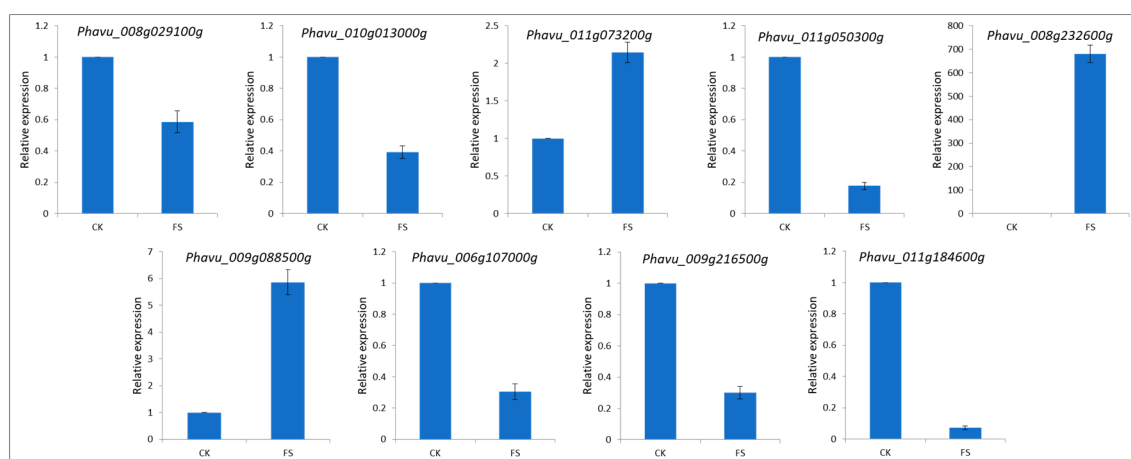 Phavu_008g029100g
Relative expression
1.2
1
0.8
0.6
0.4
0.2
0
CK FS
Phavu_010g013000g
Relative expression
1.2
1
0.8
0.6
0.4
0.2
0
CK FS
Phavu_011g073200g
Relative expression
2.5
2
1.5
1
0.5
0
CK FS
Phavu_011g050300g
Relative expression
1.2
1
0.8
0.6
0.4
0.2
0
CK FS
Phavu_008g232600g
Relative expression
800
700
600
500
400
300
200
100
0
CK FS
Phavu_009g088500g
Relative expression
7
6
5
4
3
2
1
0
CK FS
Phavu_006g107000g
Relative expression
1.2
1
0.8
0.6
0.4
0.2
0
CK FS
Phavu_009g216500g
Relative expression
1.2
1
0.8
0.6
0.4
0.2
0
CK FS
Phavu_011g184600g
Relative expression
1.2
1
0.8
0.6
0.4
0.2
0
CK FS